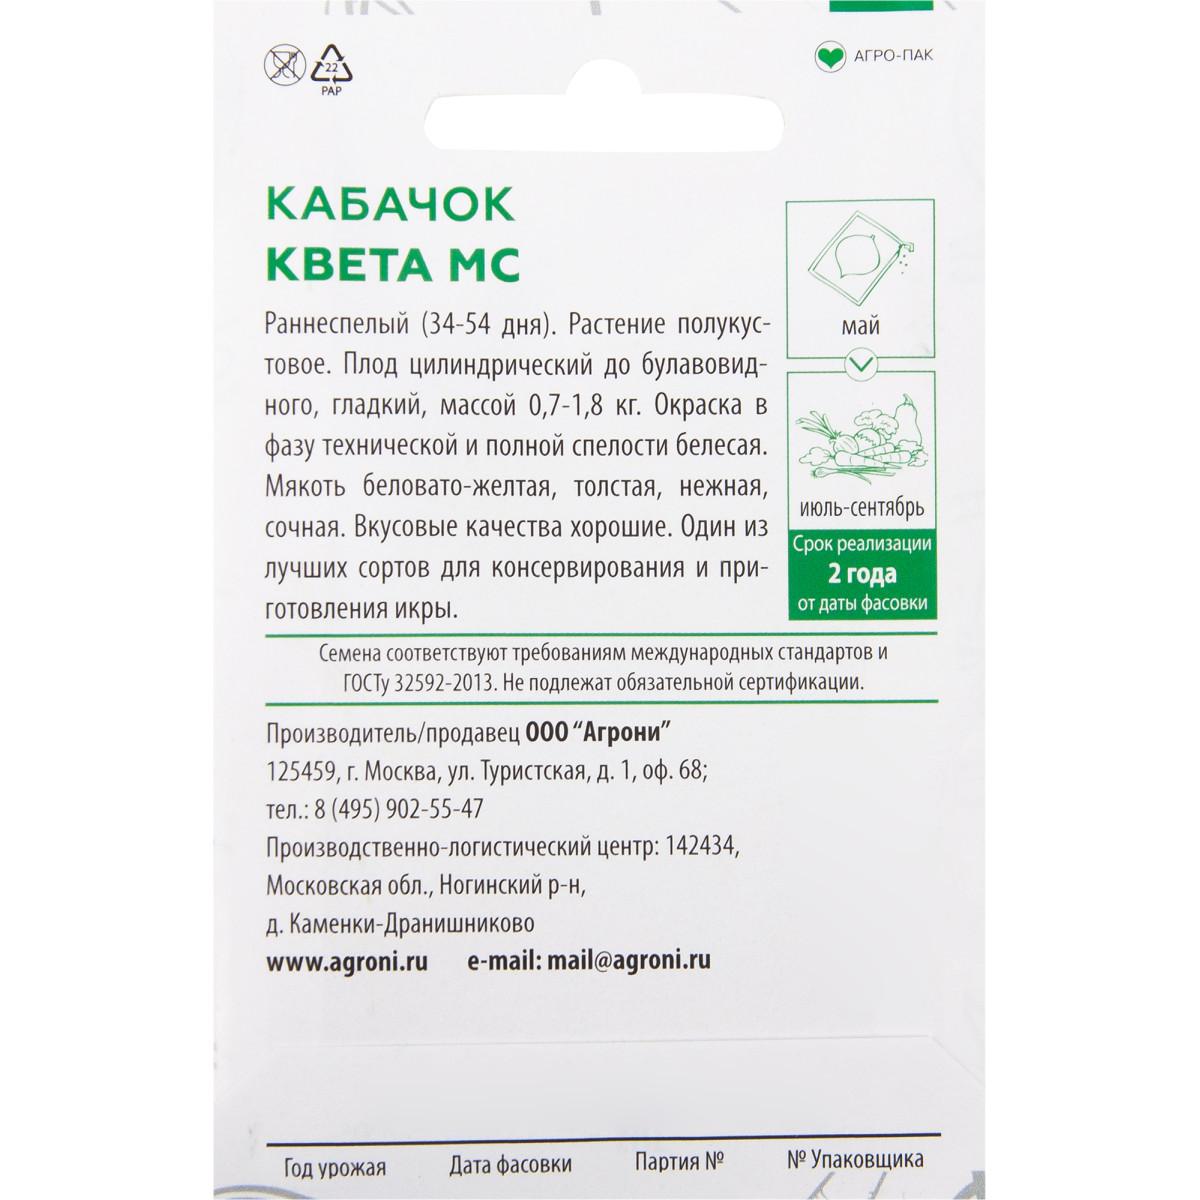 22
PAP
АГРО-ПАК
КАБАЧОК
КВЕТА МС
Раннеспелый (34-54 дня). Растение полукус-
товое. Плод цилиндрический до булавовид-
ного, гладкий, массой 0,7-1,8 кг. Окраска в
фазу технической и полной спелости белесая.
Мякоть беловато-желтая, толстая, нежная,
сочная. Вкусовые качества хорошие. Один из
лучших сортов для консервирования и при-
готовления икры.
май
июль-сентябрь
Срок реализации
2 года
от даты фасовки
Семена соответствуют требованиям международных стандартов и
ГОСТу 32592-2013. Не подлежат обязательной сертификации.
Производитель/продавец ООО "Агрони"
125459, г. Москва, ул. Туристская, д. 1, оф. 68;
тел.: 8 (495) 902-55-47
Производственно-логистический центр: 142434,
Московская обл., Ногинский р-н,
д. Каменки-Дранишниково
www.agroni.ru e-mail: mail@agroni.ru
Год урожая Дата фасовки Партия № № Упаковщика